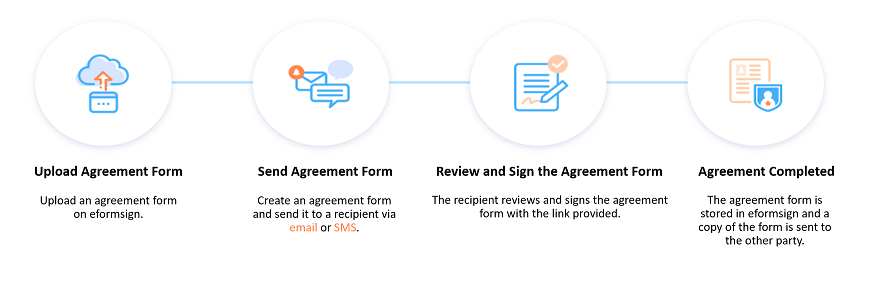 Upload Agreement Form
Upload an agreement form
on eformsign.
Send Agreement Form
Create an agreement form
and send it to a recipient via
email or SMS.
Review and Sign the Agreement Form
The recipient reviews and signs the agreement
form with the link provided.
Agreement Completed
The agreement form is
stored in eformsign and a
copy of the form is sent to
the other party.